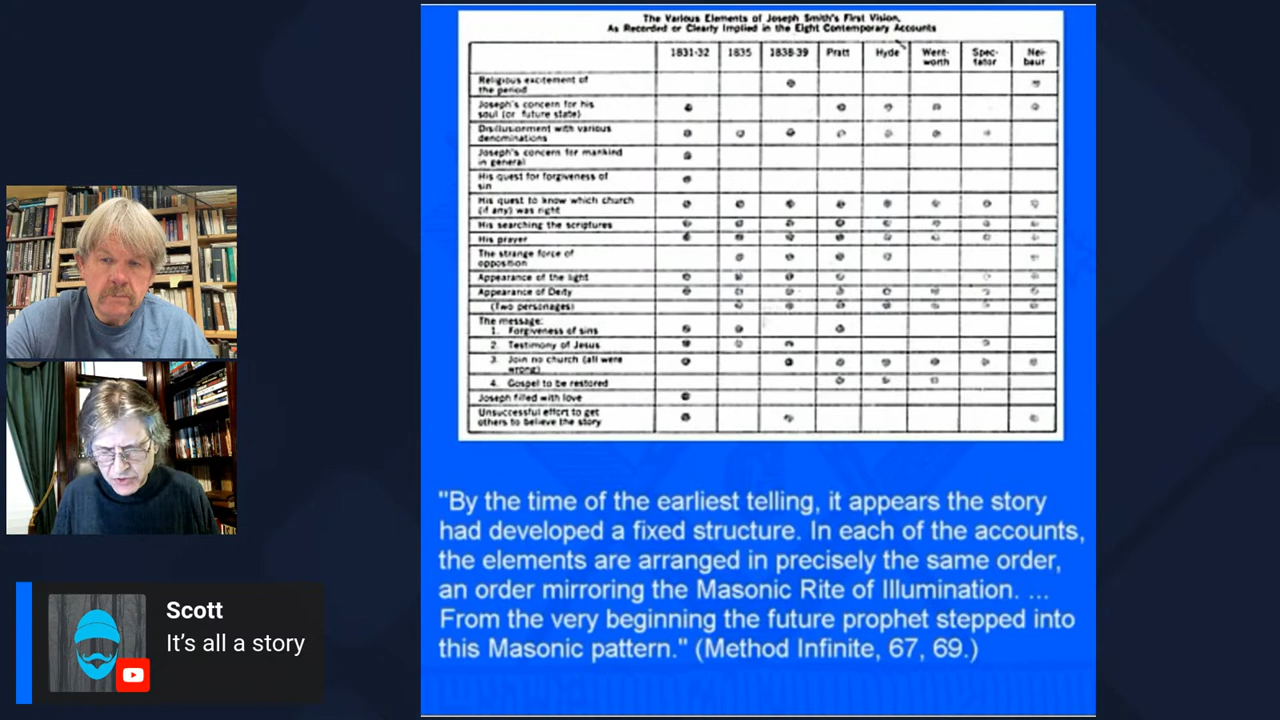 The Various Elements of Joseph Smith's First Vision,
As Recorded or Clearly Implied in the Eight Contemporary Accounts
1831-32 1835 1838-39 Pratt Hyde Went-worth Spec-tator Nei-baur
Religious excitement of
the period
Joseph's concern for his
soul (or future state)
Disillusionment with various
denominations
Joseph's concern for mankind
in general
His quest for forgiveness of
sin
His quest to know which church
(if any) was right
His searching the scriptures
His prayer
The strange force of
opposition
Appearance of the light
Appearance of Deity
(Two personages)
The message:
1. Forgiveness of sins
2. Testimony of Jesus
3. Join no church (all were
wrong)
4. Gospel to be restored
Joseph filled with love
Unsuccessful effort to get
others to believe the story
"By the time of the earliest telling, it appears the story
had developed a fixed structure. In each of the accounts,
the elements are arranged in precisely the same order,
an order mirroring the Masonic Rite of Illumination. ...
From the very beginning the future prophet stepped into
this Masonic pattern." (Method Infinite, 67, 69.)
Scott
It's all a story